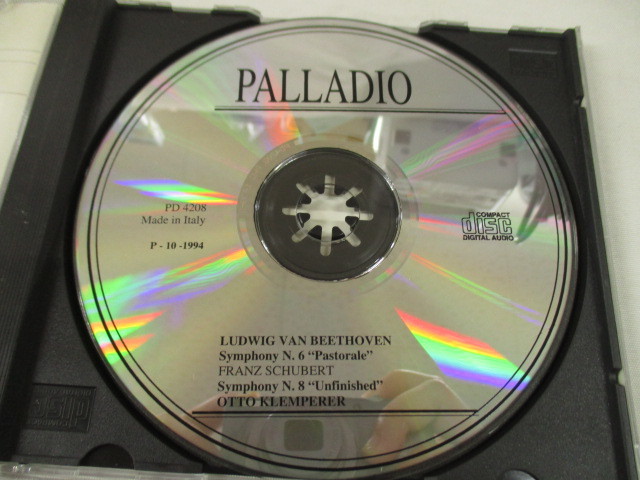 PALLADIO
PD 4208
Made in Italy
P - 10 -1994
COMPACT
disc
DIGITAL AUDIO
LUDWIG VAN BEETHOVEN
Symphony N. 6 “Pastorale”
FRANZ SCHUBERT
Symphony N. 8 “Unfinished”
OTTO KLEMPERER